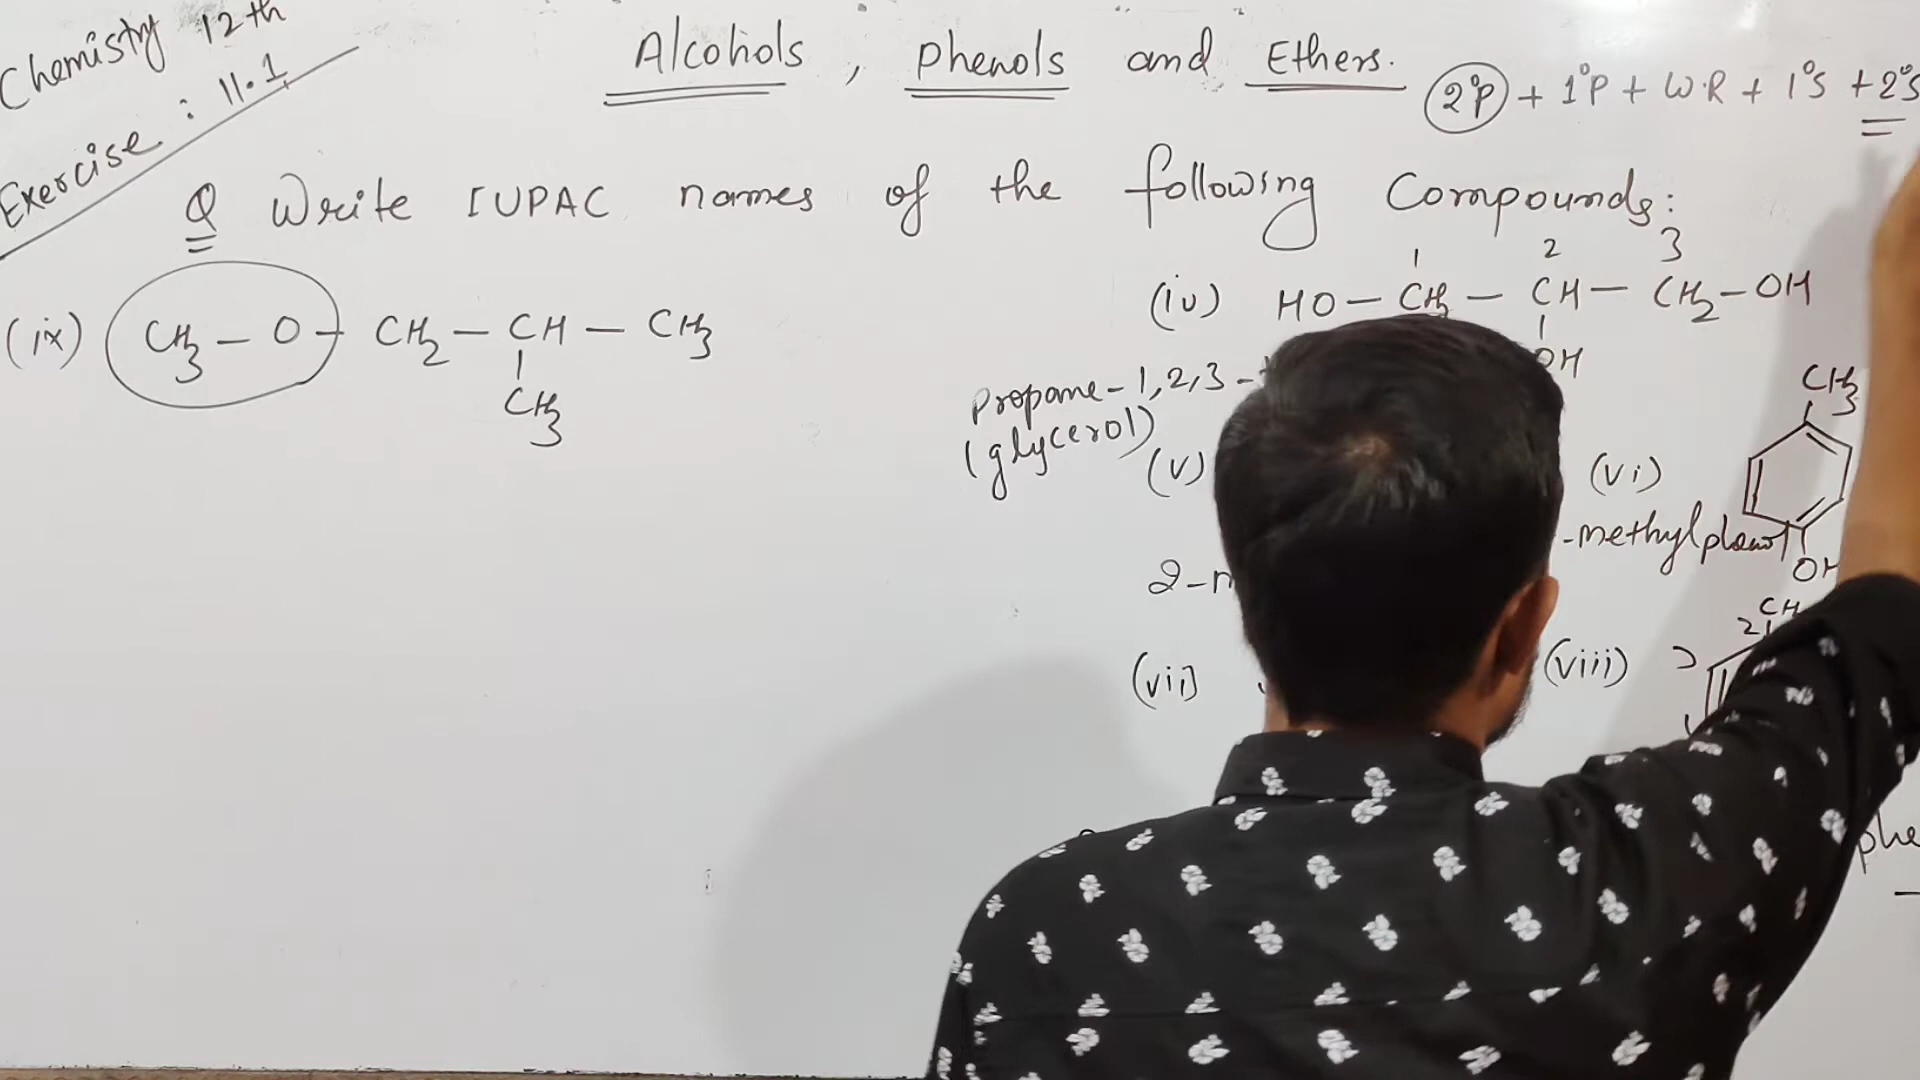 Chemistry 12th
Exercise : 11.1
Alcohols, Phenols and Ethers.
2°P + 1°P + W.R + 1°S + 2°S
Q Write IUPAC names of the following Compounds:
(ix) CH3 – O – CH2 – CH – CH3
CH3
1 2 3
(iv) HO – CH2 – CH – CH2 – OH
OH
propane – 1,2,3 –
(glycerol)
(v)
(vi)
CH3
-methylphenol
OH
2 – m
(vii)
(viii)
CH
2
3
phe